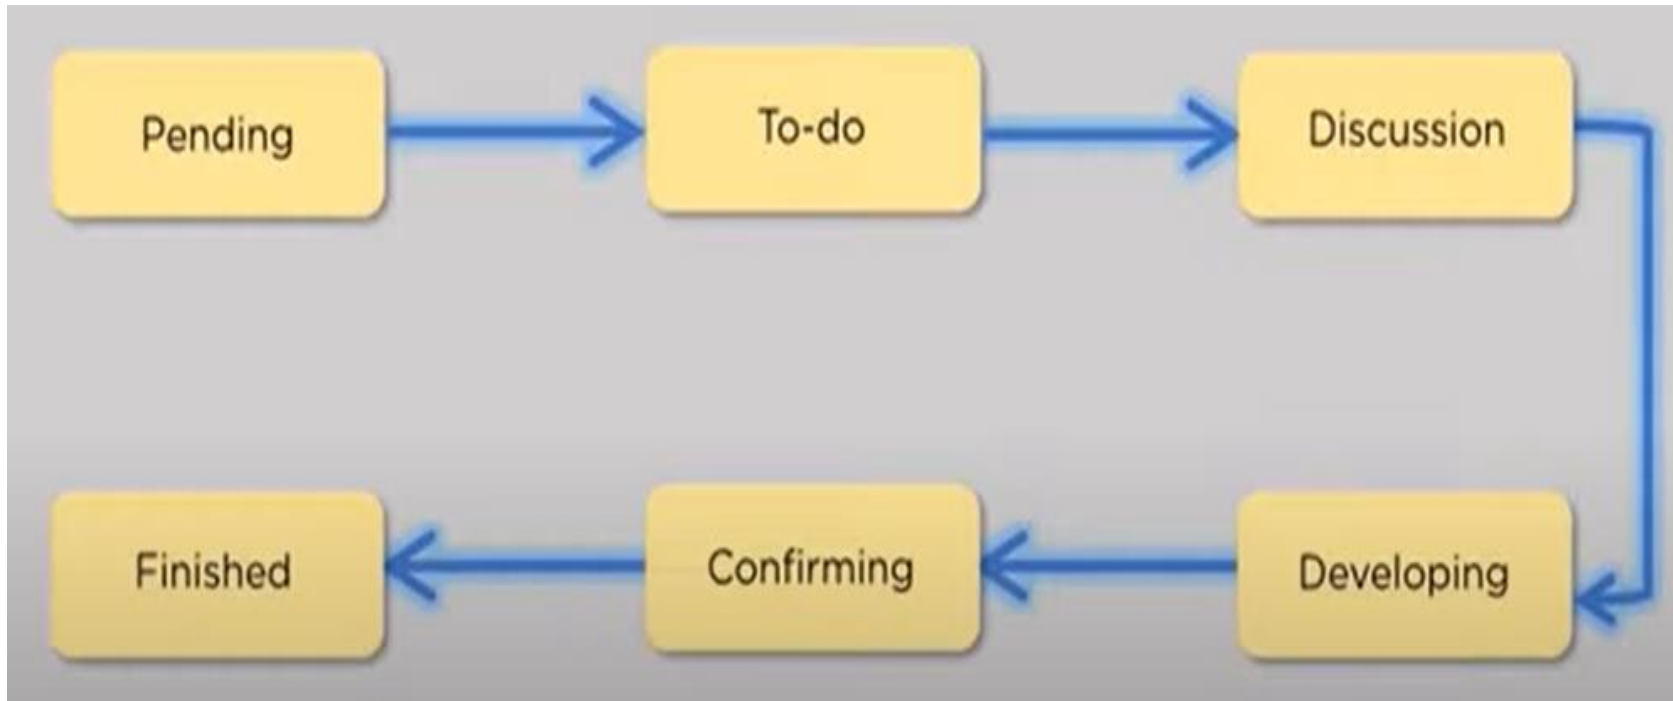 Pending
To-do
Discussion
Developing
Confirming
Finished